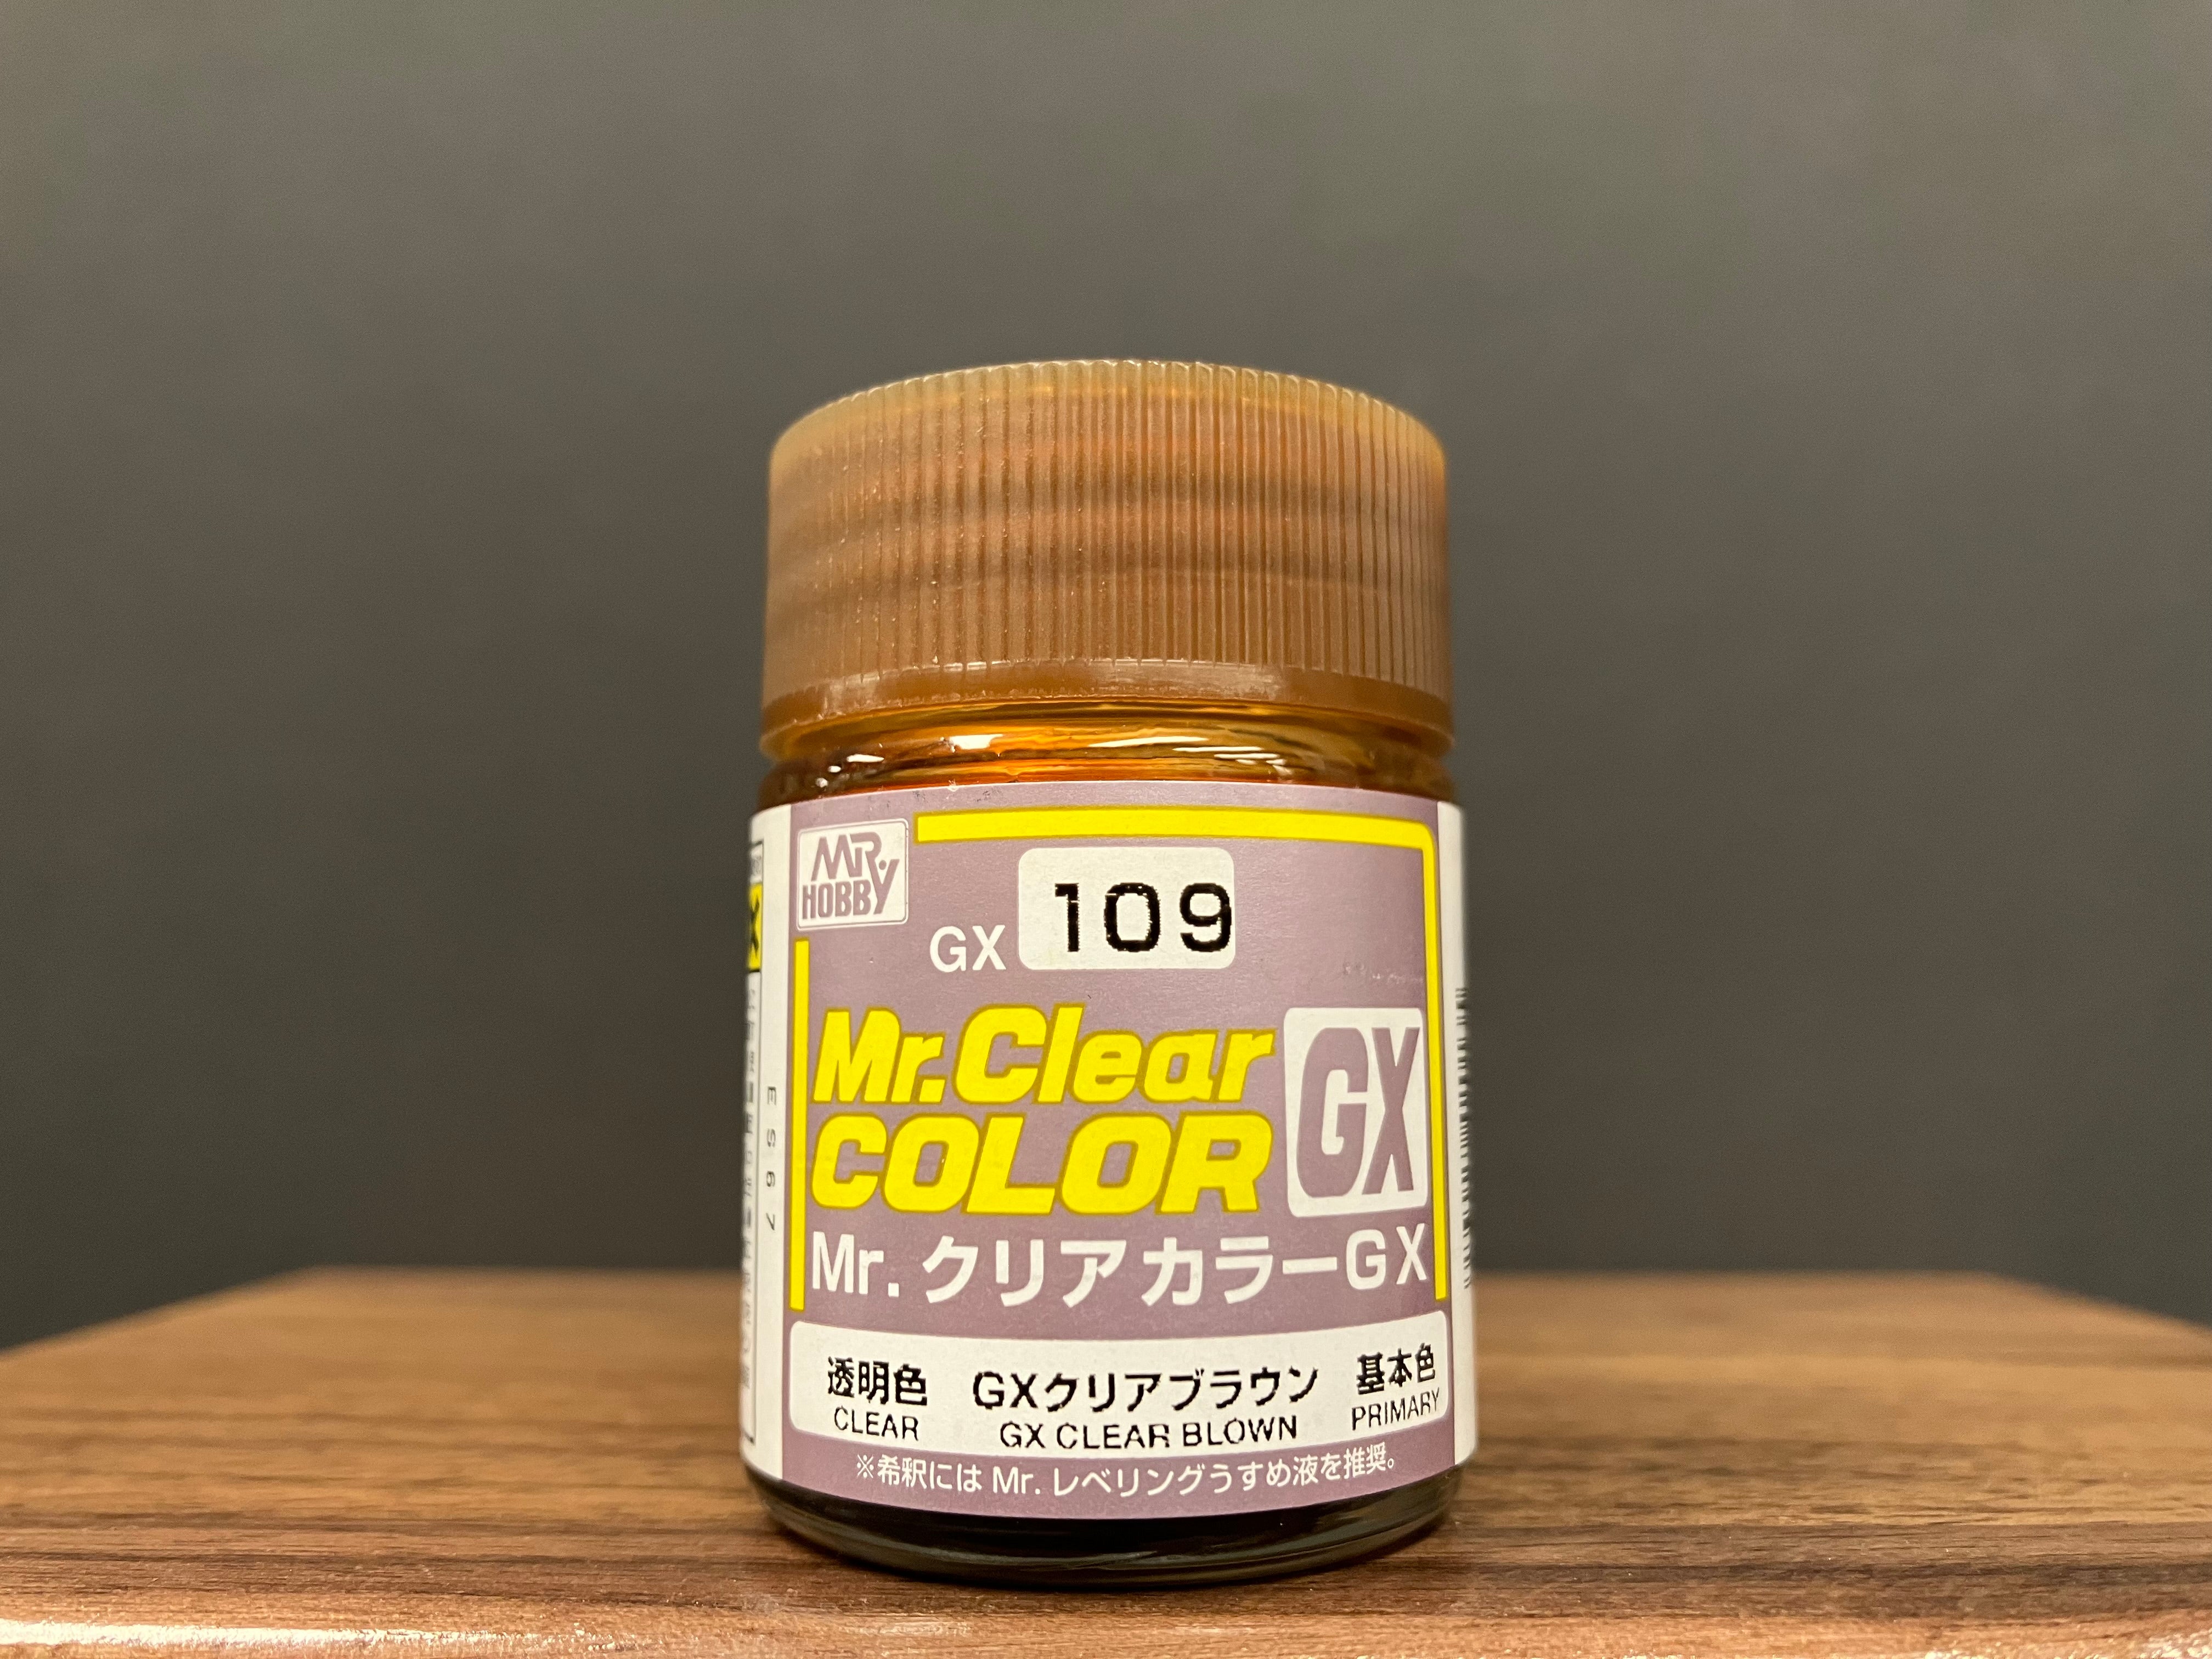 MR HOBBY
GX 109
Mr.Clear
COLOR GX
Mr. クリアカラーGX
透明色 GXクリアブラウン 基本色
CLEAR GX CLEAR BLOWN PRIMARY
※希釈には Mr. レベリングうすめ液を推奨。